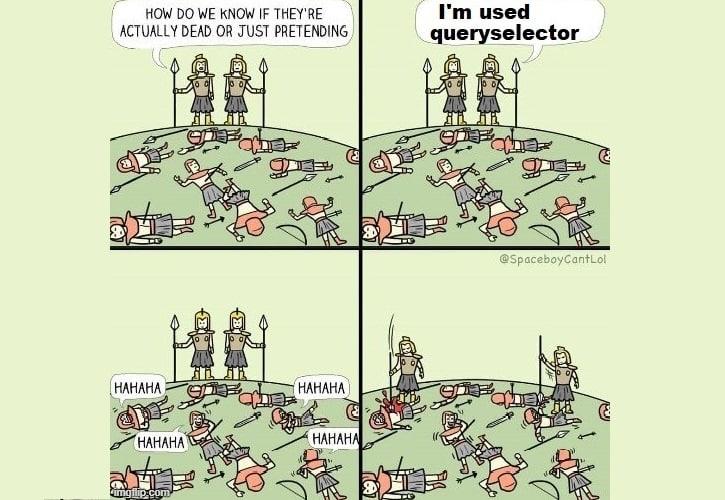 HOW DO WE KNOW IF THEY'RE
ACTUALLY DEAD OR JUST PRETENDING
I'm used
queryselector
@SpaceboyCantLol
HAHAHA
HAHAHA
HAHAHA
HAHAHA
imgflip.com